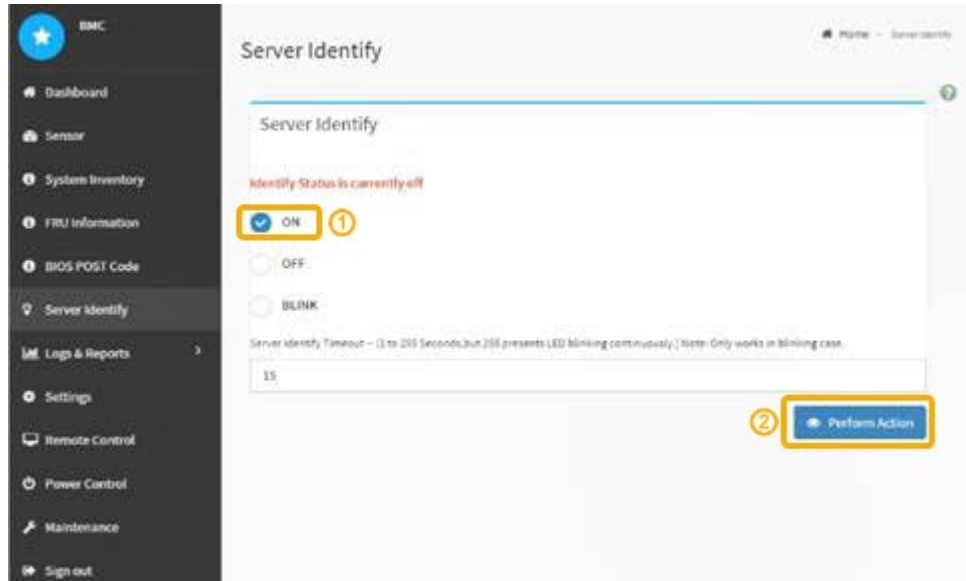 BMC
Dashboard
Sensor
System Inventory
FRU Information
BIOS POST Code
Server Identify
Logs & Reports
Settings
Remote Control
Power Control
Maintenance
Sign out
Server Identify
Home - Server Identify
Server Identify
Identify Status is currently off
ON
1
OFF
BLINK
Server Identify Timeout -- (1 to 255 Seconds,but 255 presents LED blinking continuously.) Note: Only works in blinking case.
15
2
Perform Action